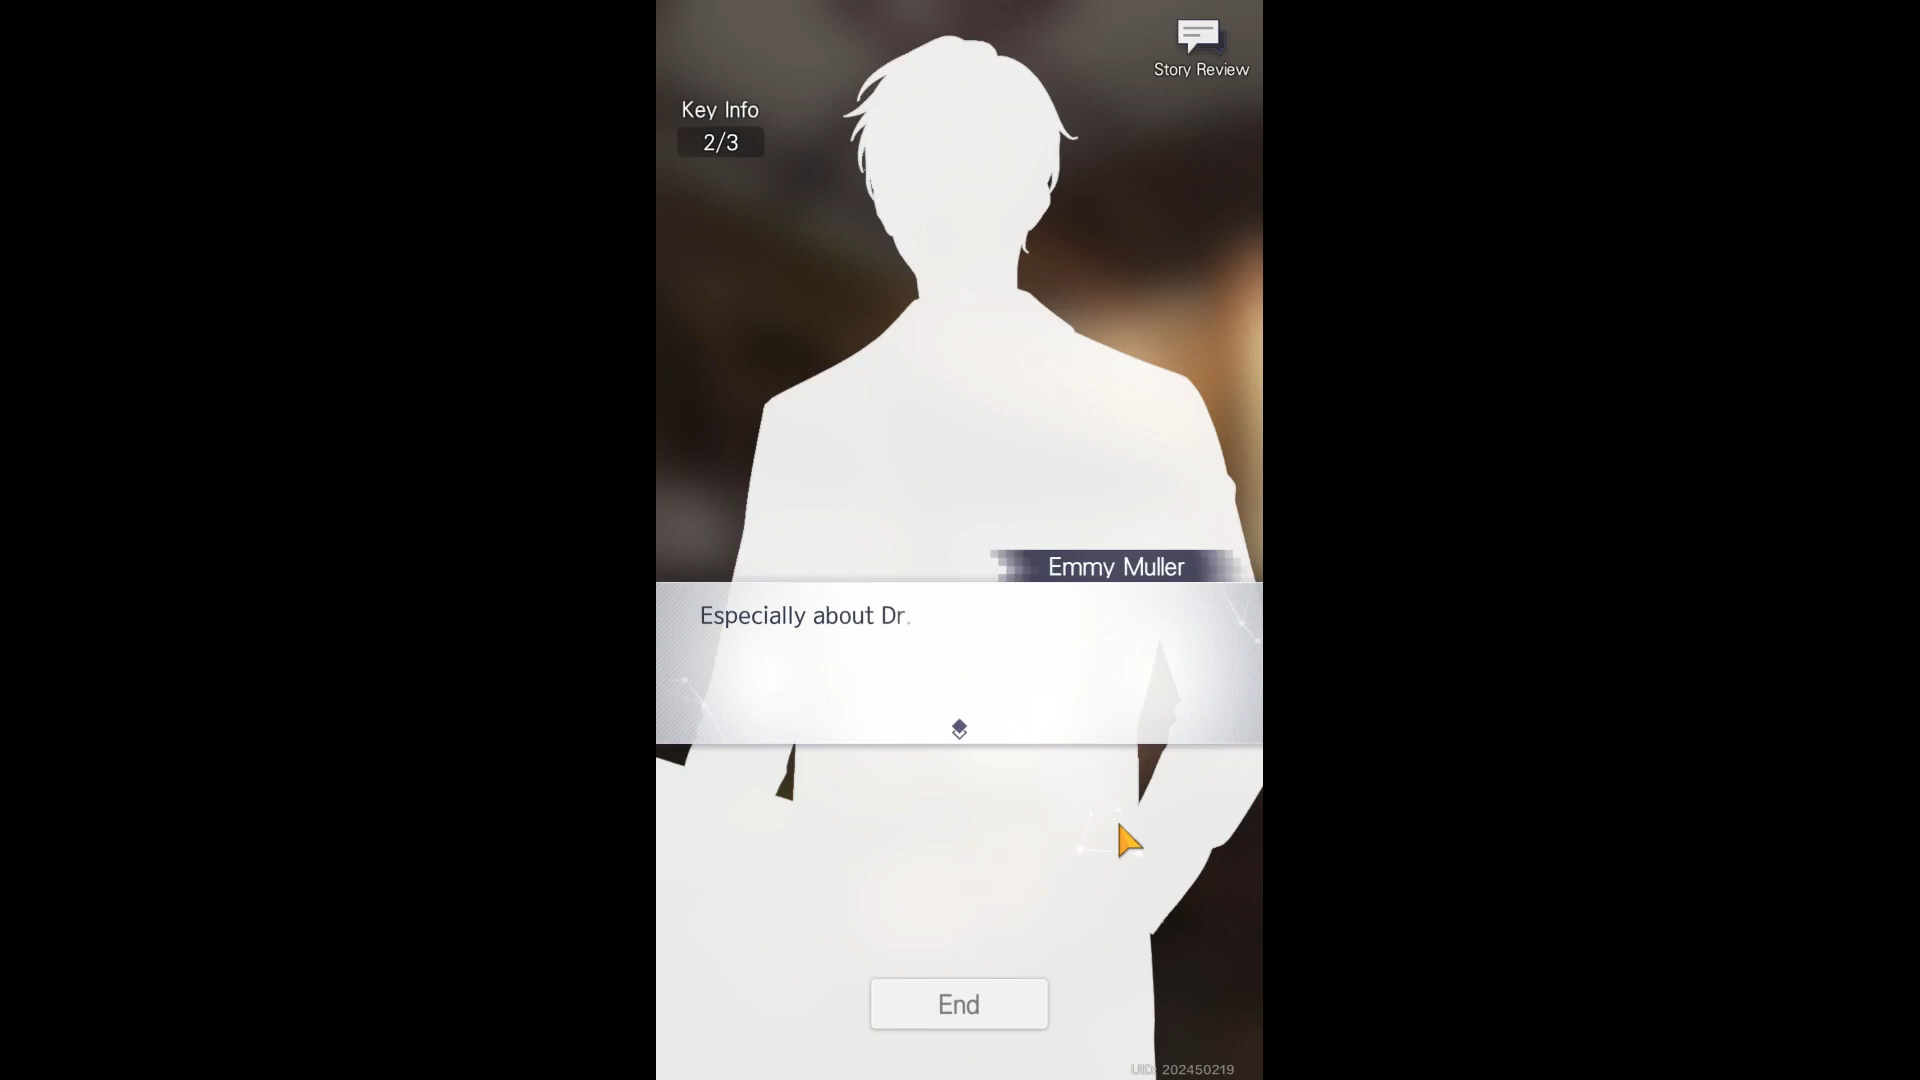 Story Review
Key Info
2/3
Emmy Muller
Especially about Dr.
End
UID: 202450219